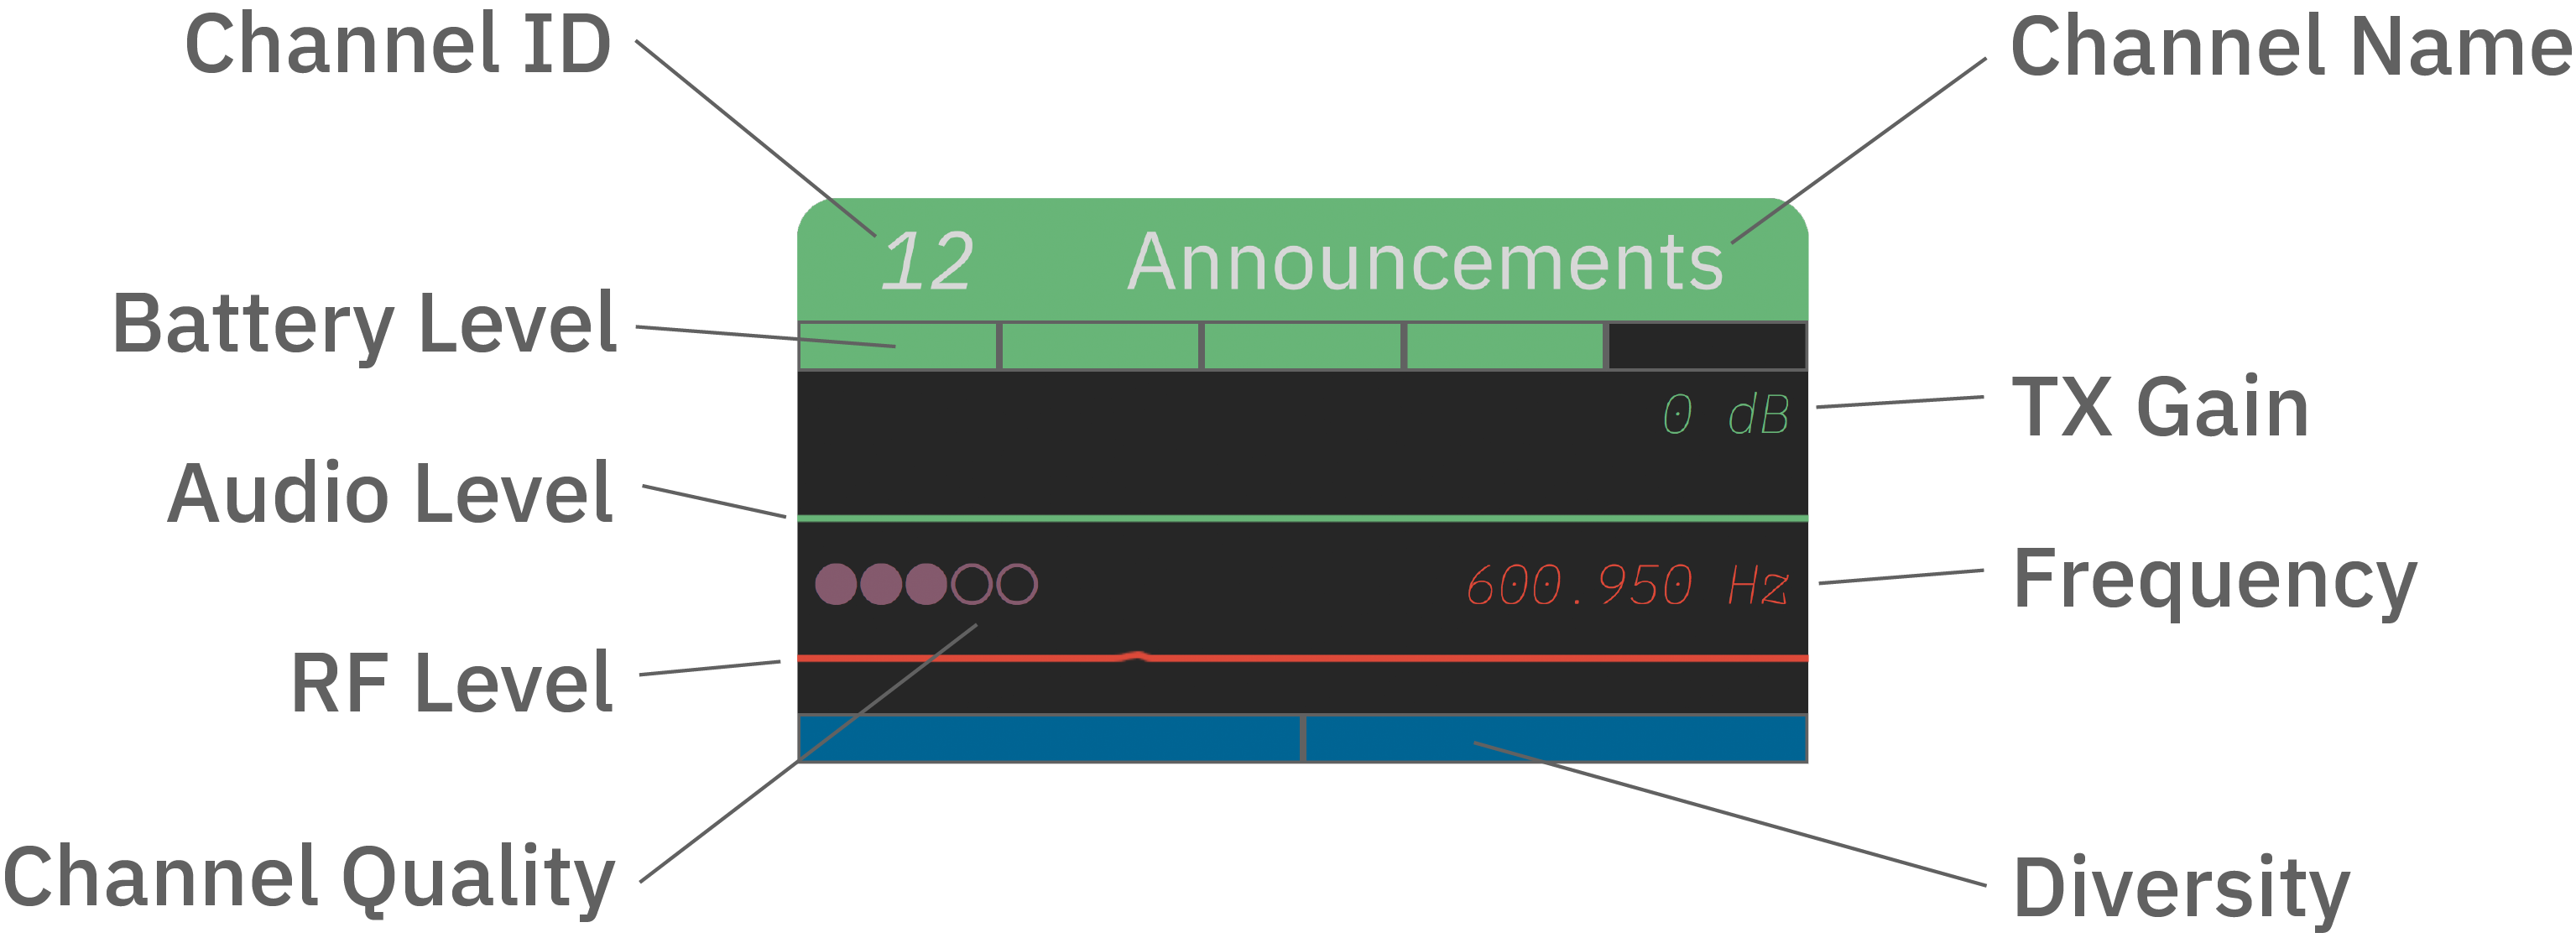 Channel ID
Channel Name
12 Announcements
Battery Level
0 dB
TX Gain
Audio Level
600.950 Hz
Frequency
RF Level
Channel Quality
Diversity